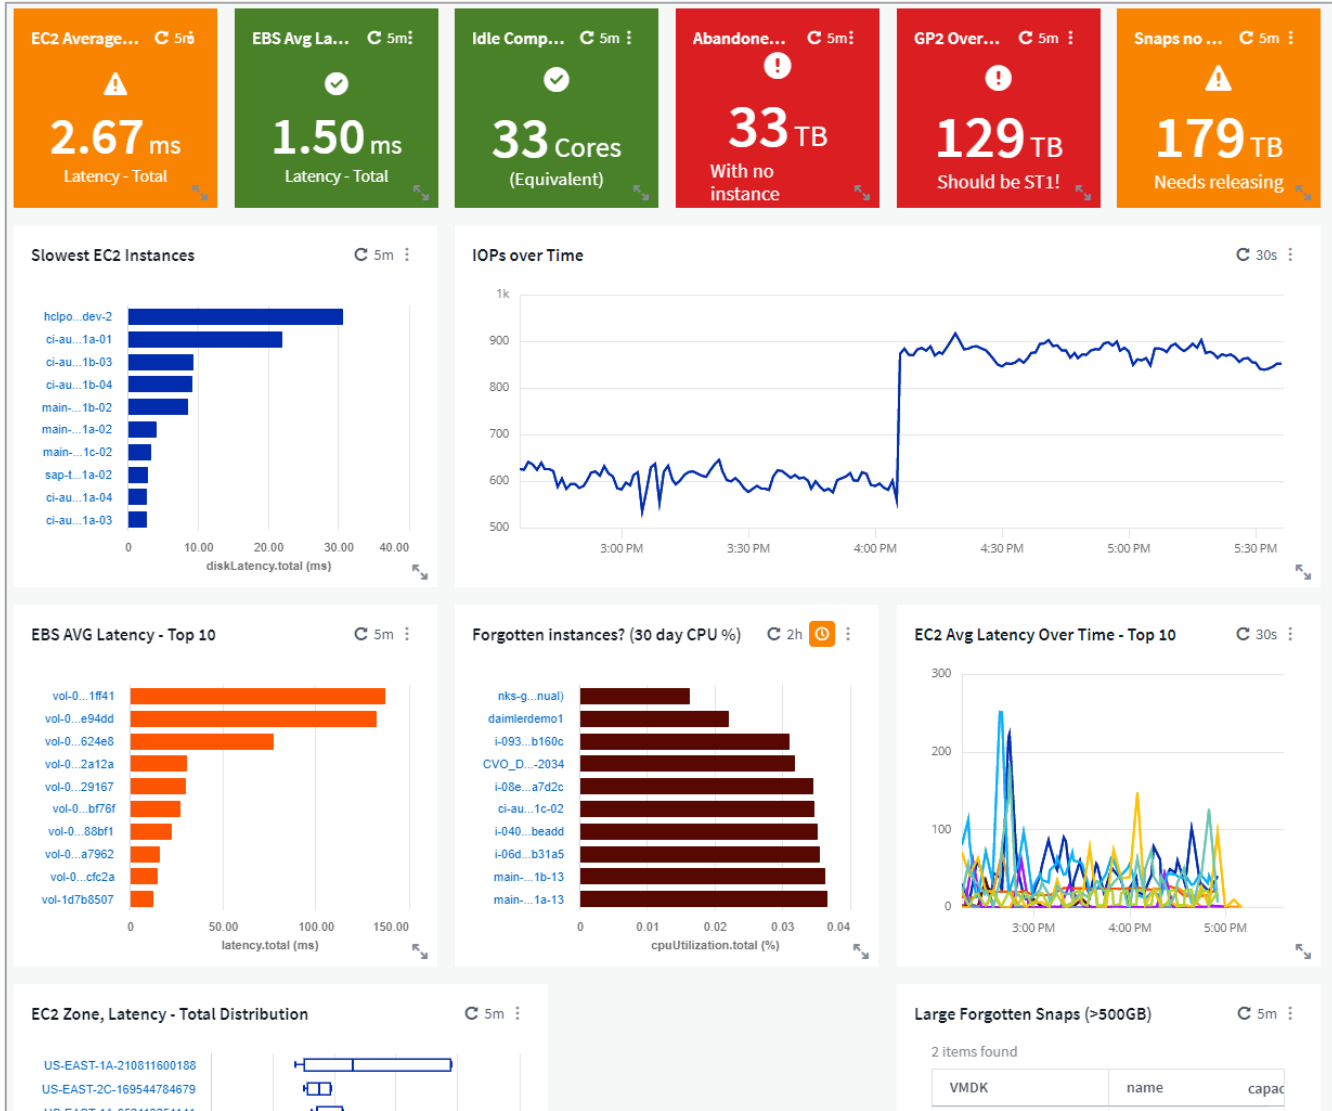 EC2 Average... 5m
2.67 ms
Latency - Total
EBS Avg La... 5m
1.50 ms
Latency - Total
Idle Comp... 5m
33 Cores
(Equivalent)
Abandone... 5m
33 TB
With no
instance
GP2 Over... 5m
129 TB
Should be ST1!
Snaps no ... 5m
179 TB
Needs releasing
Slowest EC2 Instances 5m
hclpo...dev-2
ci-au...1a-01
ci-au...1b-03
ci-au...1b-04
main-...1b-02
main-...1a-02
main-...1c-02
sap-t...1a-02
ci-au...1a-04
ci-au...1a-03
0 10.00 20.00 30.00 40.00
diskLatency.total (ms)
IOPs over Time 30s
1k
900
800
700
600
500
3:00 PM 3:30 PM 4:00 PM 4:30 PM 5:00 PM 5:30 PM
EBS AVG Latency - Top 10 5m
vol-0...1ff41
vol-0...e94dd
vol-0...624e8
vol-0...2a12a
vol-0...29167
vol-0...bf76f
vol-0...88bf1
vol-0...a7962
vol-0...cfc2a
vol-1d7b8507
0 50.00 100.00 150.00
latency.total (ms)
Forgotten instances? (30 day CPU %) 2h
nks-g...nual)
daimlerdemo1
i-093...b160c
CVO_D...-2034
i-08e...a7d2c
ci-au...1c-02
i-040...beadd
i-06d...b31a5
main-...1b-13
main-...1a-13
0 0.01 0.02 0.03 0.04
cpuUtilization.total (%)
EC2 Avg Latency Over Time - Top 10 30s
300
200
100
0
3:00 PM 4:00 PM 5:00 PM
EC2 Zone, Latency - Total Distribution 5m
US-EAST-1A-210811600188
US-EAST-2C-169544784679
Large Forgotten Snaps (>500GB) 5m
2 items found
VMDK name capac